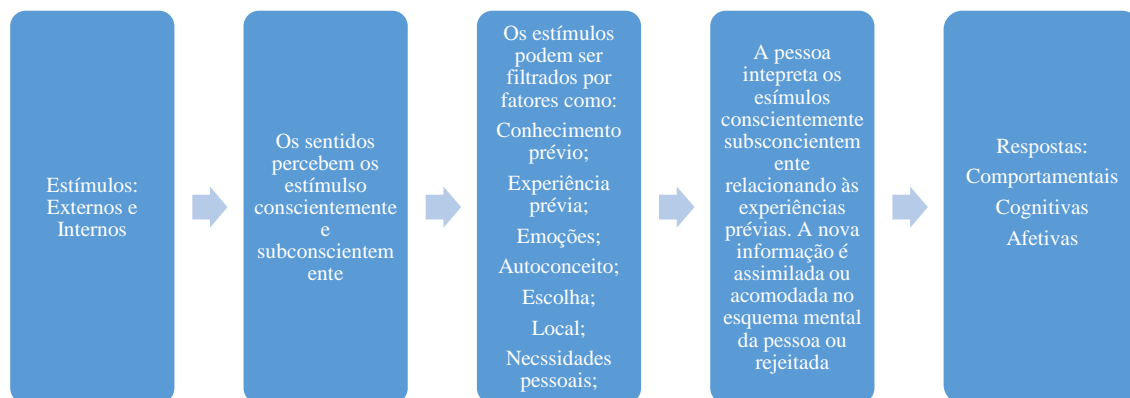 Estímulos:
Externos e
Internos
Os sentidos
percebem os
estímulso
conscientemente
e
subconscientem
ente
Os estímulos
podem ser
filtrados por
fatores como:
Conhecimento
prévio;
Experiência
prévia;
Emoções;
Autoconceito;
Escolha;
Local;
Necssidades
pessoais;
A pessoa
intepreta os
esímulos
conscientemente
subsconcientem
ente
relacionando às
experiências
prévias. A nova
informação é
assimilada ou
acomodada no
esquema mental
da pessoa ou
rejeitada
Respostas:
Comportamentais
Cognitivas
Afetivas